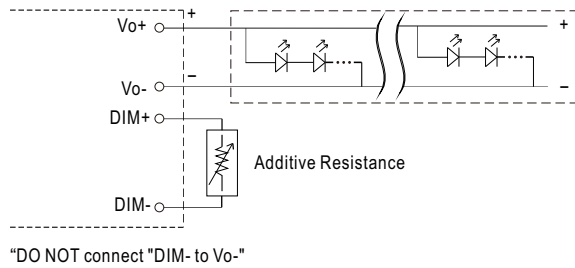 Vo+
+
+
Vo-
–
–
DIM+
Additive Resistance
DIM-
“DO NOT connect "DIM- to Vo-"